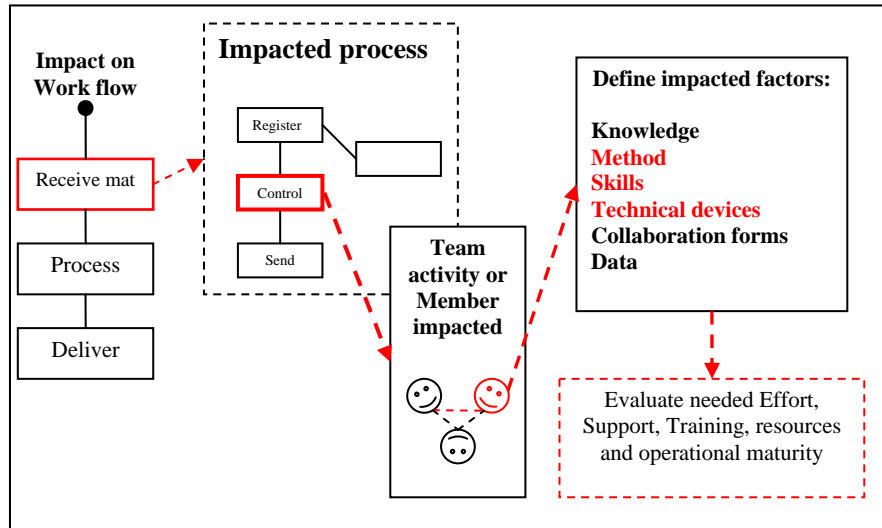 Impact on
Work flow
Receive mat
Process
Deliver
Impacted process
Register
Control
Send
Team
activity or
Member
impacted
Define impacted factors:
Knowledge
Method
Skills
Technical devices
Collaboration forms
Data
Evaluate needed Effort,
Support, Training, resources
and operational maturity